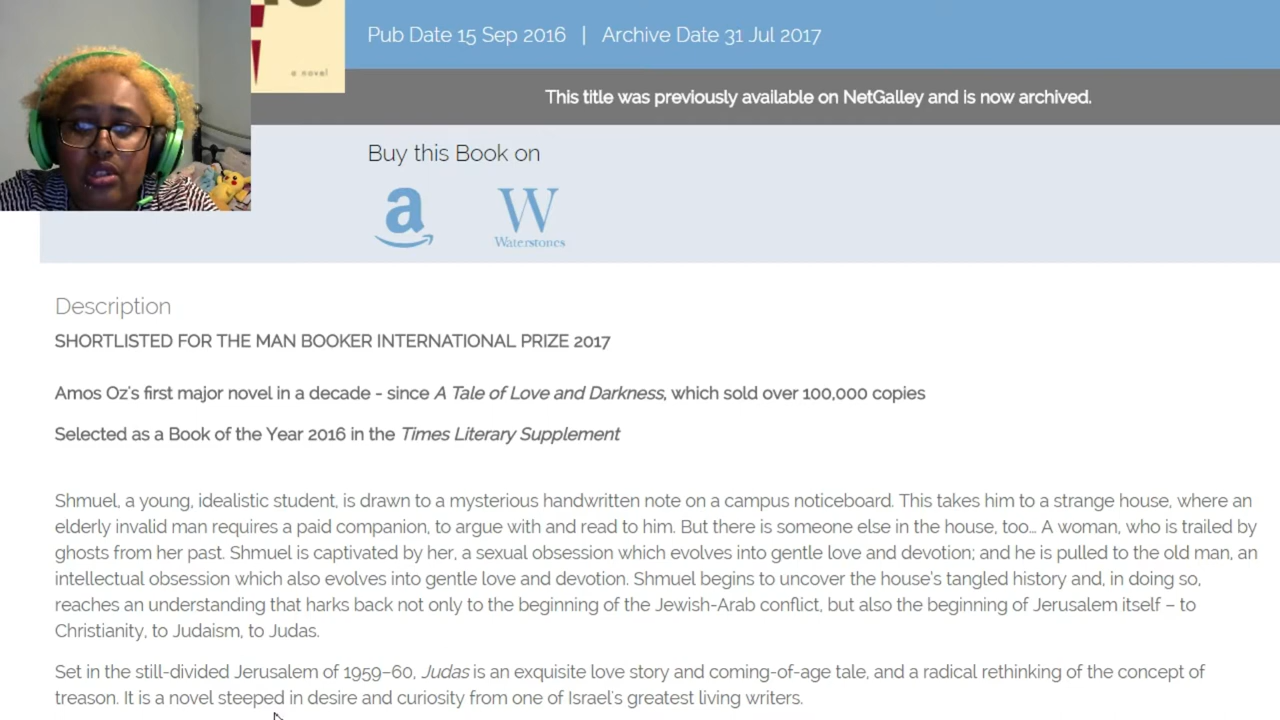 Pub Date 15 Sep 2016 | Archive Date 31 Jul 2017
a novel
This title was previously available on NetGalley and is now archived.
Buy this Book on
a
W
Waterstones
Description
SHORTLISTED FOR THE MAN BOOKER INTERNATIONAL PRIZE 2017
Amos Oz's first major novel in a decade - since A Tale of Love and Darkness, which sold over 100,000 copies
Selected as a Book of the Year 2016 in the Times Literary Supplement
Shmuel, a young, idealistic student, is drawn to a mysterious handwritten note on a campus noticeboard. This takes him to a strange house, where an
elderly invalid man requires a paid companion, to argue with and read to him. But there is someone else in the house, too… A woman, who is trailed by
ghosts from her past. Shmuel is captivated by her, a sexual obsession which evolves into gentle love and devotion; and he is pulled to the old man, an
intellectual obsession which also evolves into gentle love and devotion. Shmuel begins to uncover the house's tangled history and, in doing so,
reaches an understanding that harks back not only to the beginning of the Jewish-Arab conflict, but also the beginning of Jerusalem itself – to
Christianity, to Judaism, to Judas.
Set in the still-divided Jerusalem of 1959–60, Judas is an exquisite love story and coming-of-age tale, and a radical rethinking of the concept of
treason. It is a novel steeped in desire and curiosity from one of Israel's greatest living writers.